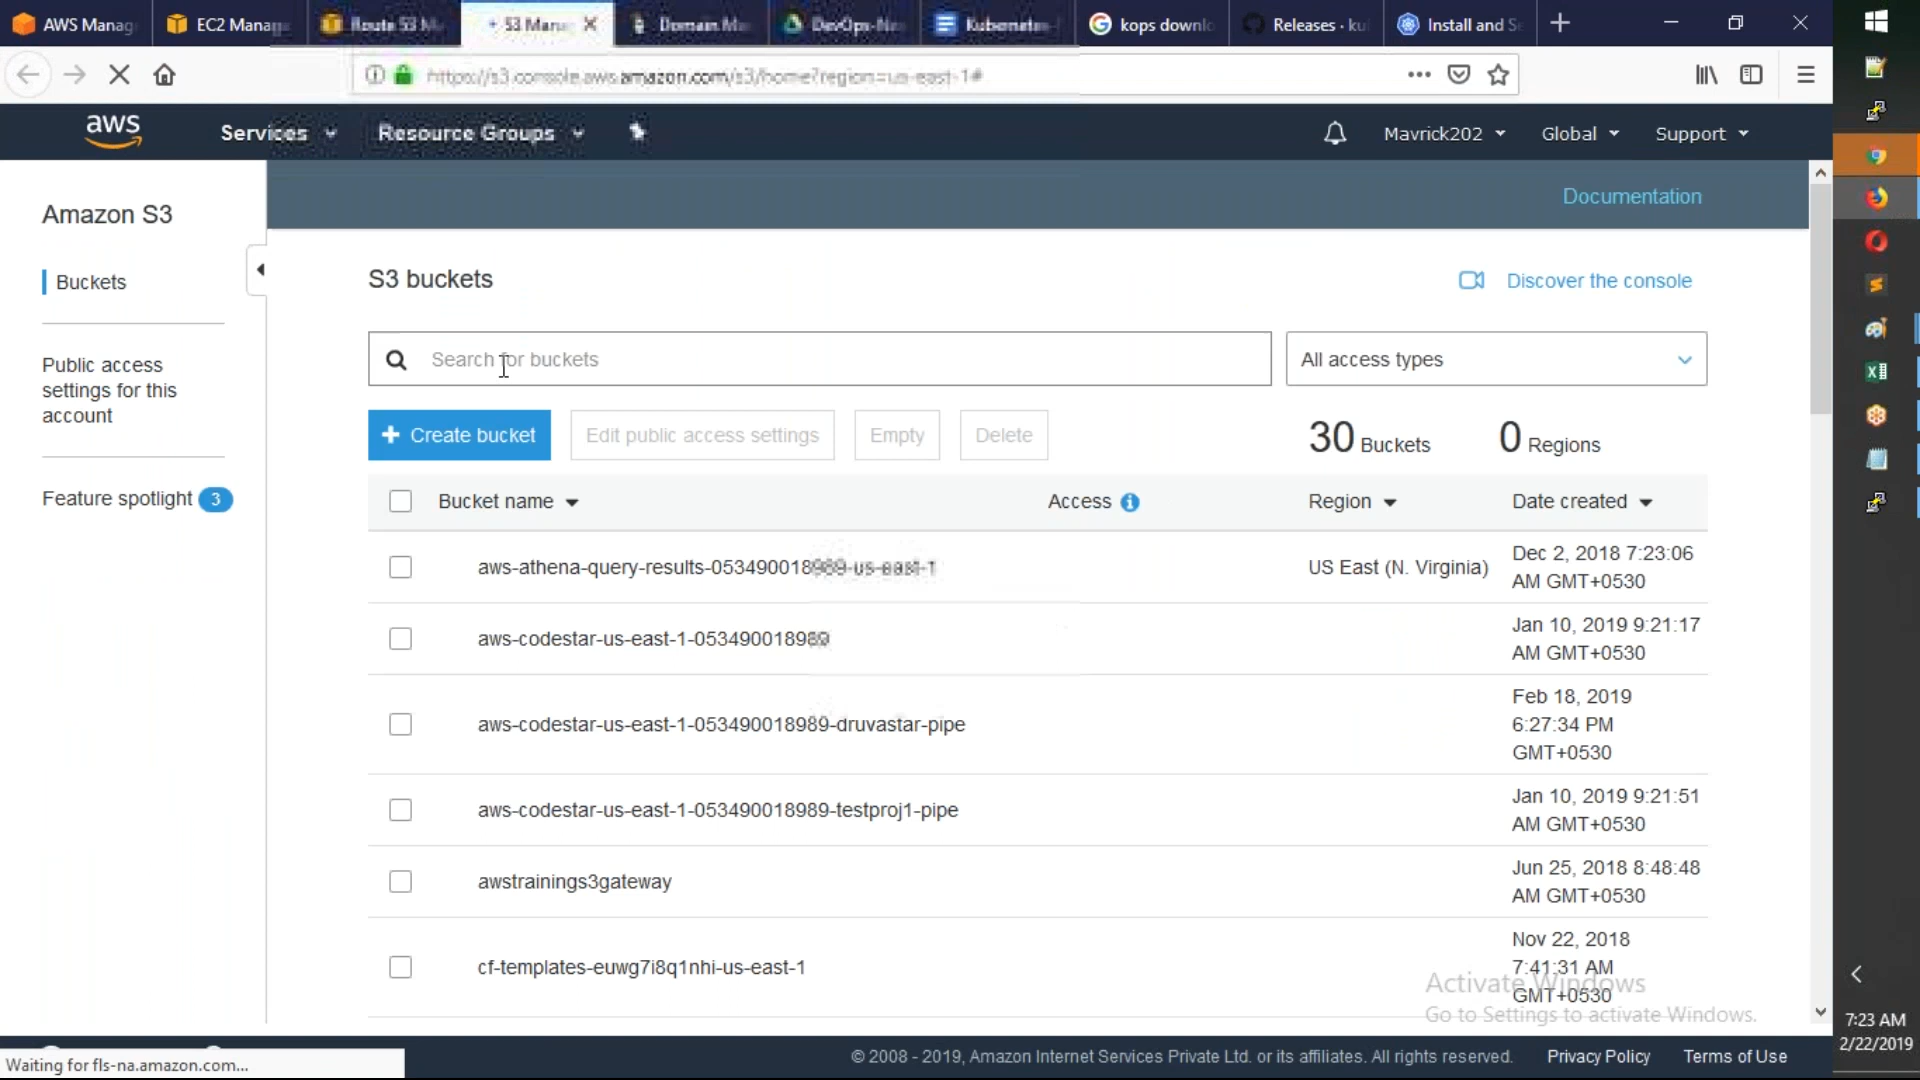 AWS Manag
EC2 Manag
Route 53 M
S3 Mana
Domain Ma
DevOps-Ne
Kubernetes-
kops downlo
Releases · ku
Install and Se
https://s3.console.aws.amazon.com/s3/home?region=us-east-1#
aws
Services
Resource Groups
Mavrick202
Global
Support
Amazon S3
Buckets
Public access
settings for this
account
Feature spotlight 3
Documentation
S3 buckets
Discover the console
Search for buckets
All access types
+ Create bucket
Edit public access settings
Empty
Delete
30 Buckets
0 Regions
Bucket name
Access
Region
Date created
aws-athena-query-results-053490018989-us-east-1
US East (N. Virginia)
Dec 2, 2018 7:23:06
AM GMT+0530
aws-codestar-us-east-1-053490018989
Jan 10, 2019 9:21:17
AM GMT+0530
aws-codestar-us-east-1-053490018989-druvastar-pipe
Feb 18, 2019
6:27:34 PM
GMT+0530
aws-codestar-us-east-1-053490018989-testproj1-pipe
Jan 10, 2019 9:21:51
AM GMT+0530
awstrainings3gateway
Jun 25, 2018 8:48:48
AM GMT+0530
cf-templates-euwg7i8q1nhi-us-east-1
Nov 22, 2018
7:41:31 AM
GMT+0530
Activate Windows
Go to Settings to activate Windows.
Waiting for fls-na.amazon.com...
© 2008 - 2019, Amazon Internet Services Private Ltd. or its affiliates. All rights reserved.
Privacy Policy
Terms of Use
7:23 AM
2/22/2019